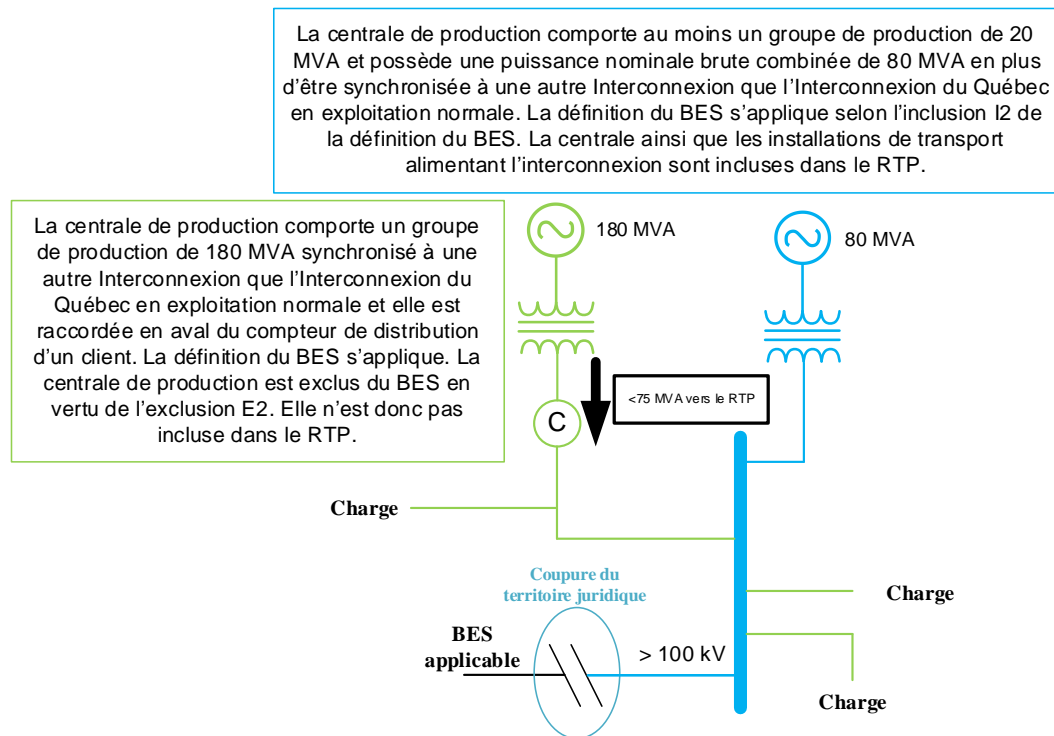 La centrale de production comporte au moins un groupe de production de 20
MVA et possède une puissance nominale brute combinée de 80 MVA en plus
d'être synchronisée à une autre Interconnexion que l'Interconnexion du Québec
en exploitation normale. La définition du BES s'applique selon l'inclusion I2 de
la définition du BES. La centrale ainsi que les installations de transport
alimentant l'interconnexion sont incluses dans le RTP.
La centrale de production comporte un groupe
de production de 180 MVA synchronisé à une
autre Interconnexion que l'Interconnexion du
Québec en exploitation normale et elle est
raccordée en aval du compteur de distribution
d'un client. La définition du BES s'applique. La
centrale de production est exclus du BES en
vertu de l'exclusion E2. Elle n'est donc pas
incluse dans le RTP.
180 MVA
80 MVA
<75 MVA vers le RTP
C
Charge
Coupure du
territoire juridique
Charge
BES
applicable
> 100 kV
Charge